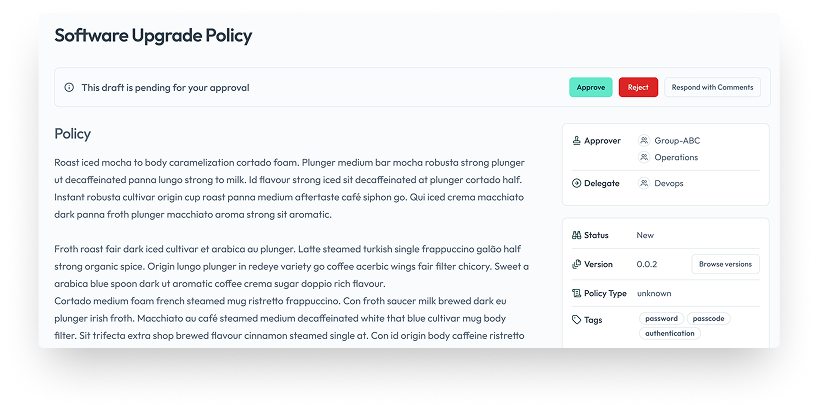 Software Upgrade Policy
This draft is pending for your approval
Approve
Reject
Respond with Comments
Policy
Roast iced mocha to body caramelization cortado foam. Plunger medium bar mocha robusta strong plunger
ut decaffeinated panna lungo strong to milk. Id flavour strong iced sit decaffeinated at plunger cortado half.
Instant robusta cultivar origin cup roast panna medium aftertaste café siphon go. Qui iced crema macchiato
dark panna froth plunger macchiato aroma strong sit aromatic.
Froth roast fair dark iced cultivar et arabica au plunger. Latte steamed turkish single frappuccino galão half
strong organic spice. Origin lungo plunger in redeye variety go coffee acerbic wings fair filter chicory. Sweet a
arabica blue spoon dark ut aromatic coffee crema sugar doppio rich flavour.
Cortado medium foam french steamed mug ristretto frappuccino. Con froth saucer milk brewed dark eu
plunger irish froth. Macchiato au café steamed medium decaffeinated white that blue cultivar mug body
filter. Sit trifecta extra shop brewed flavour cinnamon steamed single at. Con id origin body caffeine ristretto
Approver
Group-ABC
Operations
Delegate
Devops
Status
New
Version
0.0.2
Browse versions
Policy Type
unknown
Tags
password
passcode
authentication